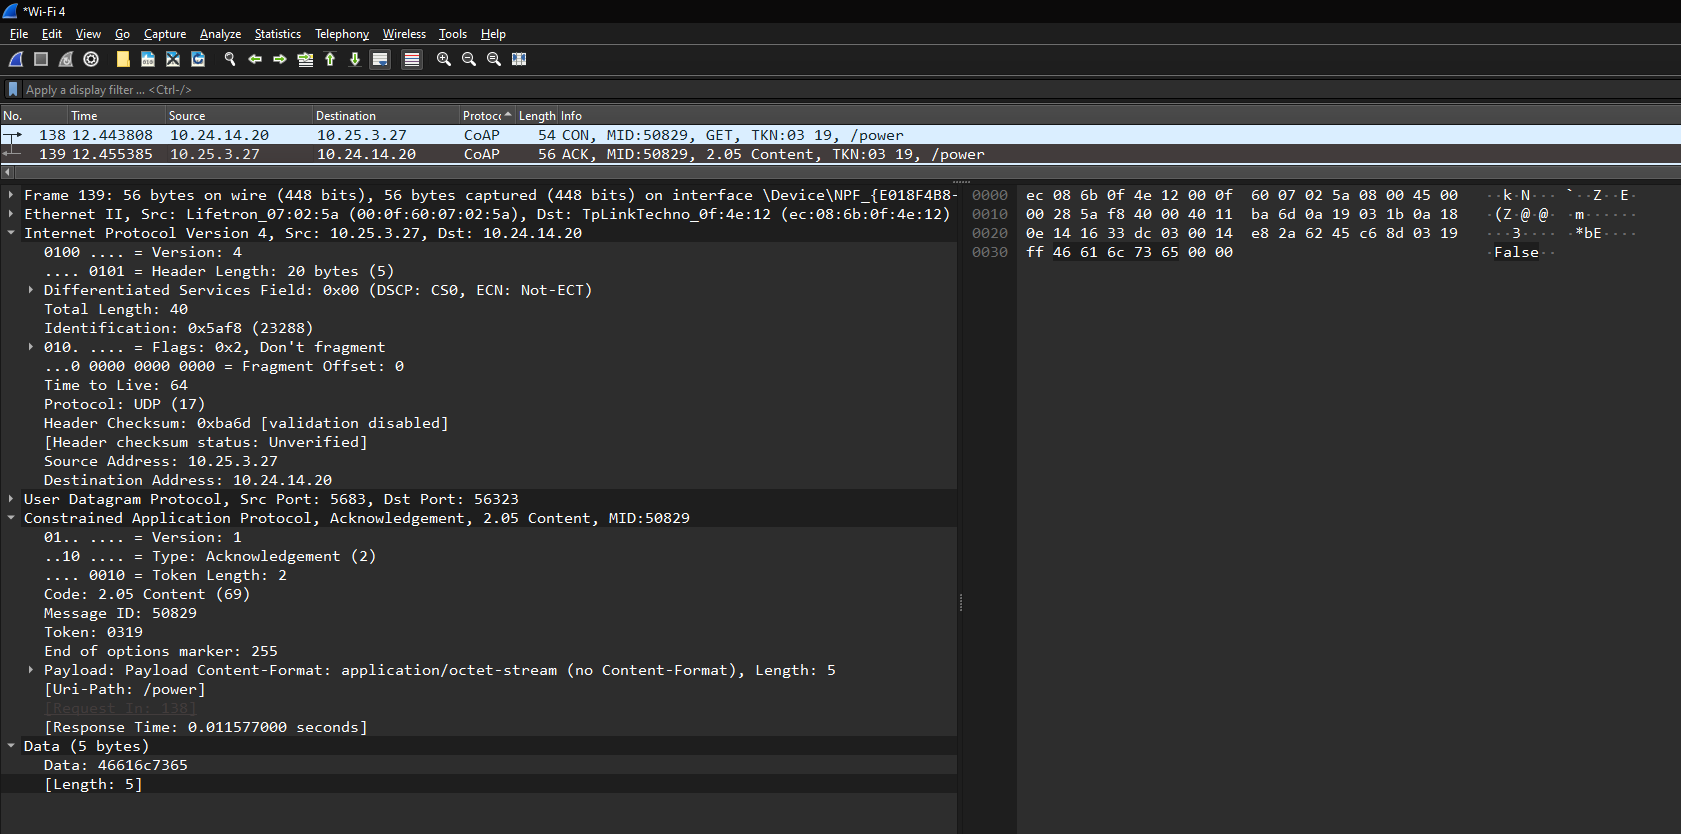 *Wi-Fi 4
File Edit View Go Capture Analyze Statistics Telephony Wireless Tools Help
Apply a display filter ... <Ctrl-/>
No. Time Source Destination Protocc Length Info
138 12.443808 10.24.14.20 10.25.3.27 CoAP 54 CON, MID:50829, GET, TKN:03 19, /power
139 12.455385 10.25.3.27 10.24.14.20 CoAP 56 ACK, MID:50829, 2.05 Content, TKN:03 19, /power
Frame 139: 56 bytes on wire (448 bits), 56 bytes captured (448 bits) on interface \Device\NPF_{E018F4B8-
Ethernet II, Src: Lifetron_07:02:5a (00:0f:60:07:02:5a), Dst: TpLinkTechno_0f:4e:12 (ec:08:6b:0f:4e:12)
Internet Protocol Version 4, Src: 10.25.3.27, Dst: 10.24.14.20
0100 .... = Version: 4
.... 0101 = Header Length: 20 bytes (5)
Differentiated Services Field: 0x00 (DSCP: CS0, ECN: Not-ECT)
Total Length: 40
Identification: 0x5af8 (23288)
010. .... = Flags: 0x2, Don't fragment
...0 0000 0000 0000 = Fragment Offset: 0
Time to Live: 64
Protocol: UDP (17)
Header Checksum: 0xba6d [validation disabled]
[Header checksum status: Unverified]
Source Address: 10.25.3.27
Destination Address: 10.24.14.20
User Datagram Protocol, Src Port: 5683, Dst Port: 56323
Constrained Application Protocol, Acknowledgement, 2.05 Content, MID:50829
01.. .... = Version: 1
..10 .... = Type: Acknowledgement (2)
.... 0010 = Token Length: 2
Code: 2.05 Content (69)
Message ID: 50829
Token: 0319
End of options marker: 255
Payload: Payload Content-Format: application/octet-stream (no Content-Format), Length: 5
[Uri-Path: /power]
[Request In: 138]
[Response Time: 0.011577000 seconds]
Data (5 bytes)
Data: 46616c7365
[Length: 5]
0000 ec 08 6b 0f 4e 12 00 0f 60 07 02 5a 08 00 45 00 ··k·N··· `··Z··E·
0010 00 28 5a f8 40 00 40 11 ba 6d 0a 19 03 1b 0a 18 ·(Z·@·@· ·m······
0020 0e 14 16 33 dc 03 00 14 e8 2a 62 45 c6 8d 03 19 ···3···· ·*bE····
0030 ff 46 61 6c 73 65 00 00 ·False··